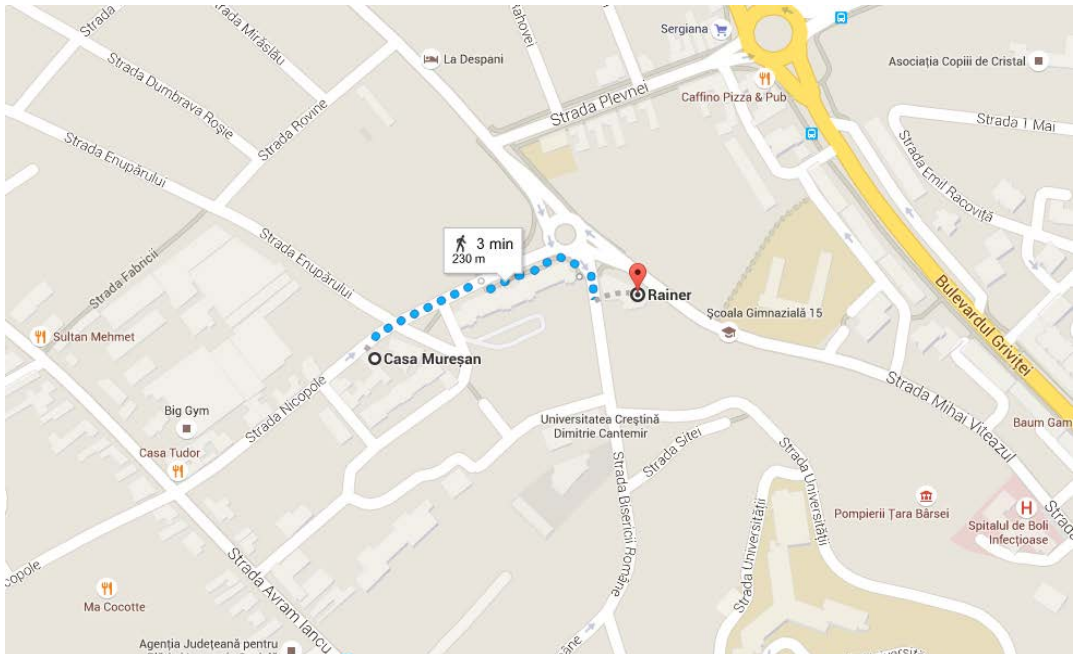 Strada Mirăslău
Rahovei
Sergiana
La Despani
Asociația Copiii de Cristal
Caffino Pizza & Pub
Strada Plevnei
Strada 1 Mai
Strada Dumbrava Roșie
Strada Rovine
Strada Emil Racoviță
Strada Enupărului
Strada Enupărului
Strada Fabricii
3 min
230 m
Rainer
Școala Gimnazială 15
Bulevardul Griviței
Sultan Mehmet
Casa Mureșan
Strada Nicopole
Strada Mihai Viteazul
Big Gym
Universitatea Creștină
Dimitrie Cantemir
Baum Gam
Casa Tudor
Strada Sitei
Strada Bisericii Române
Strada Universității
Strada Universității
Pompierii Țara Bârsei
H
Spitalul de Boli
Infecțioase
Strada
copole
Ma Cocotte
Strada Avram Iancu
Agenția Județeană pentru